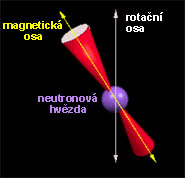 magnetická
osa
rotační
osa
neutronová
hvězda